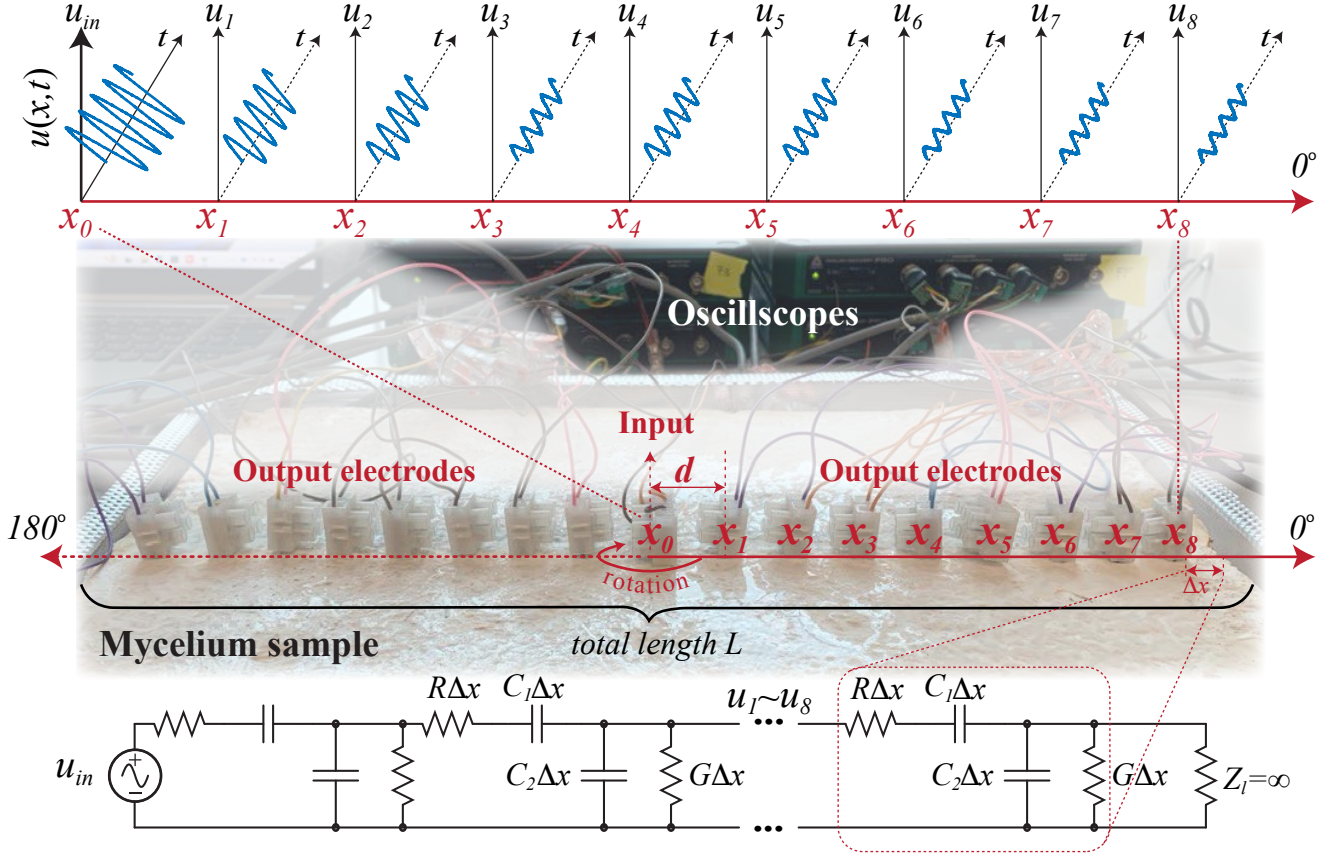 u_in u_1 u_2 u_3 u_4 u_5 u_6 u_7 u_8
t t t t t t t t t
u(x,t)
0°
x_0 x_1 x_2 x_3 x_4 x_5 x_6 x_7 x_8
PRO
Oscillscopes
Input
Output electrodes d Output electrodes
180° x_0 x_1 x_2 x_3 x_4 x_5 x_6 x_7 x_8 0°
rotation Δx
Mycelium sample total length L
RΔx C_1Δx u_1~u_8 RΔx C_1Δx
...
u_in + − C_2Δx GΔx C_2Δx GΔx Z_l=∞
...